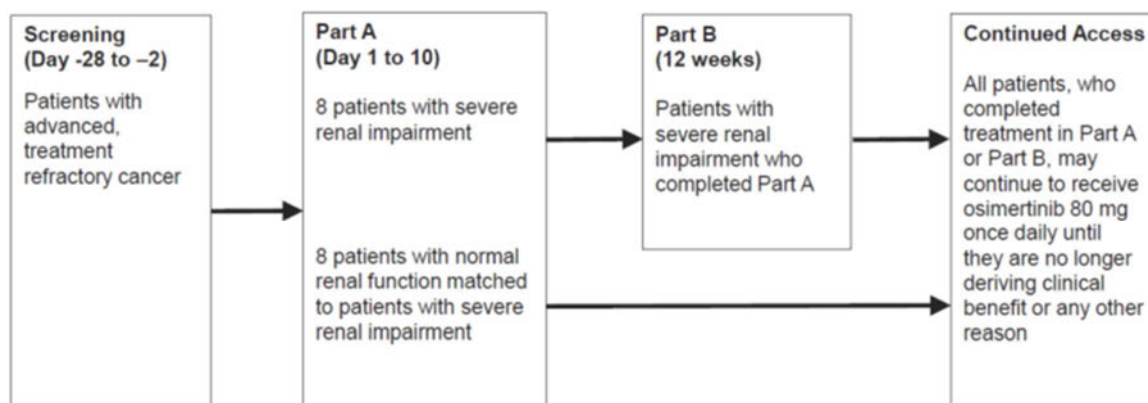 Screening
(Day -28 to –2)
Patients with
advanced,
treatment
refractory cancer
Part A
(Day 1 to 10)
8 patients with severe
renal impairment
8 patients with normal
renal function matched
to patients with severe
renal impairment
Part B
(12 weeks)
Patients with
severe renal
impairment who
completed Part A
Continued Access
All patients, who
completed
treatment in Part A
or Part B, may
continue to receive
osimertinib 80 mg
once daily until
they are no longer
deriving clinical
benefit or any other
reason